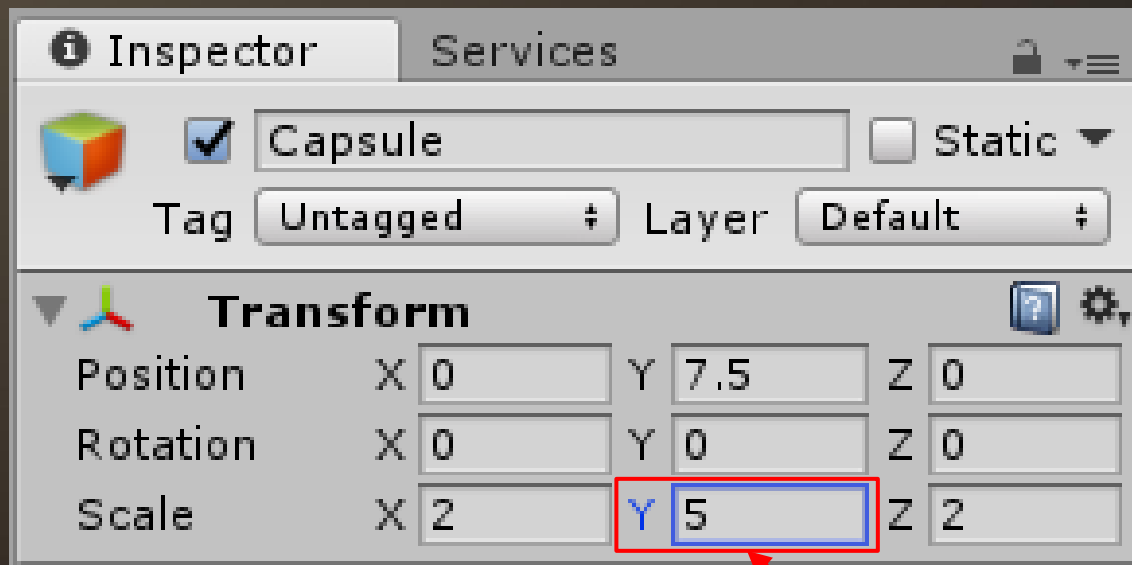 Inspector Services
Capsule Static
Tag Untagged Layer Default
Transform
Position X 0 Y 7.5 Z 0
Rotation X 0 Y 0 Z 0
Scale X 2 Y 5 Z 2